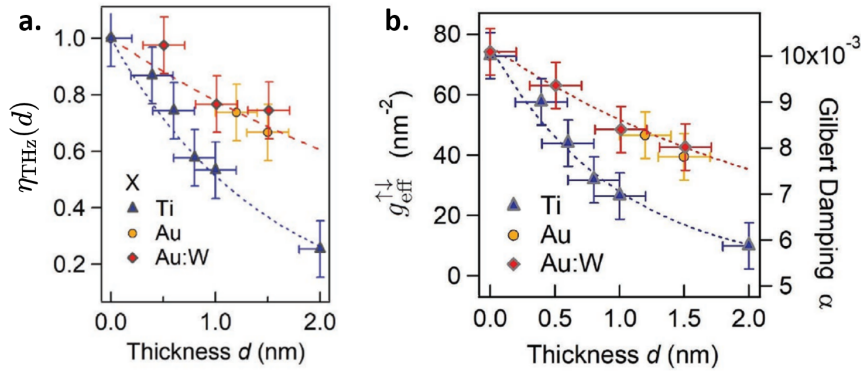 a.
1.0
0.8
0.6
0.4
0.2
η_THz(d)
X
Ti
Au
Au:W
0.0
1.0
2.0
Thickness d (nm)
b.
80
60
40
20
0
g_eff^↑↓ (nm⁻²)
Ti
Au
Au:W
0.0
0.5
1.0
1.5
2.0
Thickness d (nm)
10x10⁻³
9
8
7
6
5
Gilbert Damping α